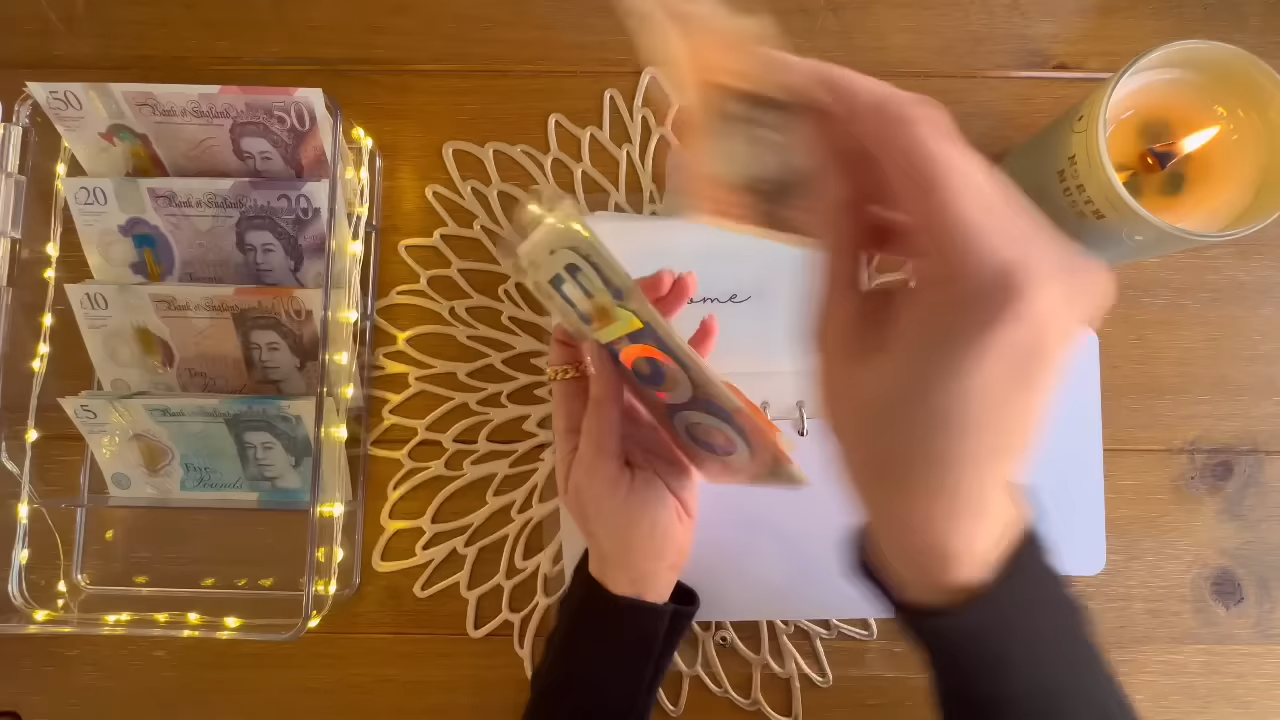 £50
Bank of England
50
£20
Bank of England
20
£10
Bank of England
10
Ten
£5
Bank of England
Five
Pounds
ome
NORTH
MUSE